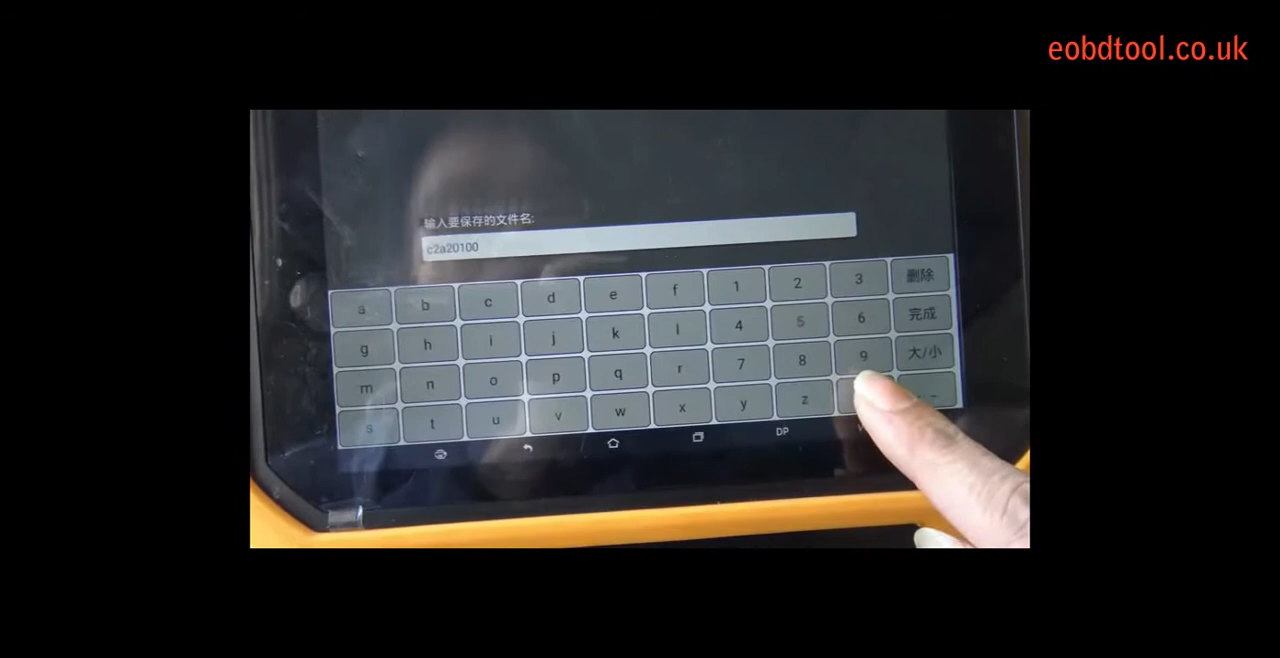 eobdtool.co.uk
输入要保存的文件名:
c2a20100
a b c d e f 1 2 3 删除
g h i j k l 4 5 6 完成
m n o p q r 7 8 9 大/小
s t u v w x y z
DP